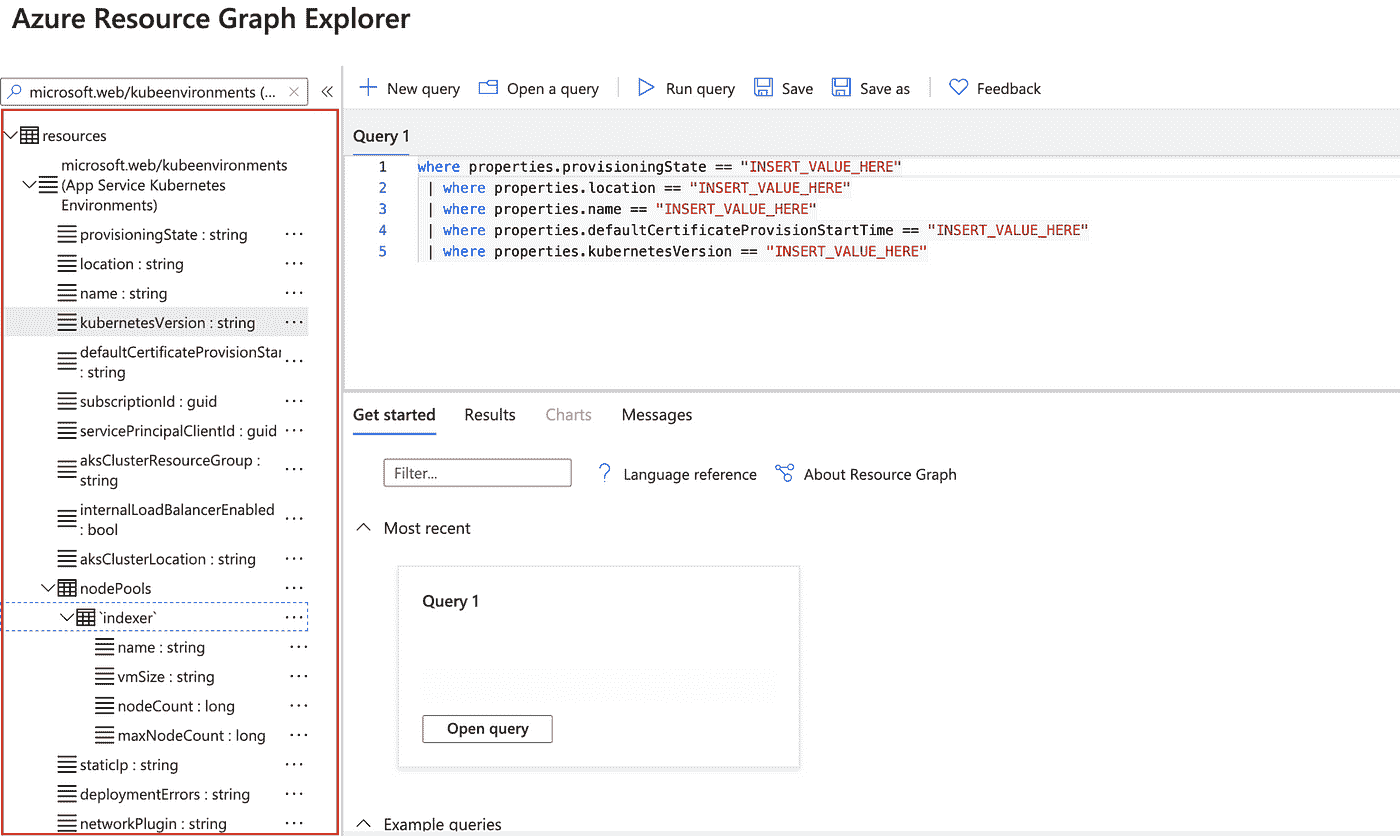 Azure Resource Graph Explorer
microsoft.web/kubeenvironments (...
New query
Open a query
Run query
Save
Save as
Feedback
resources
microsoft.web/kubeenvironments
(App Service Kubernetes
Environments)
provisioningState : string
location : string
name : string
kubernetesVersion : string
defaultCertificateProvisionStar
: string
subscriptionId : guid
servicePrincipalClientId : guid
aksClusterResourceGroup :
string
internalLoadBalancerEnabled
: bool
aksClusterLocation : string
nodePools
`indexer`
name : string
vmSize : string
nodeCount : long
maxNodeCount : long
staticIp : string
deploymentErrors : string
networkPlugin : string
Query 1
1 where properties.provisioningState == "INSERT_VALUE_HERE"
2 | where properties.location == "INSERT_VALUE_HERE"
3 | where properties.name == "INSERT_VALUE_HERE"
4 | where properties.defaultCertificateProvisionStartTime == "INSERT_VALUE_HERE"
5 | where properties.kubernetesVersion == "INSERT_VALUE_HERE"
Get started
Results
Charts
Messages
Filter...
Language reference
About Resource Graph
Most recent
Query 1
Open query
Example queries